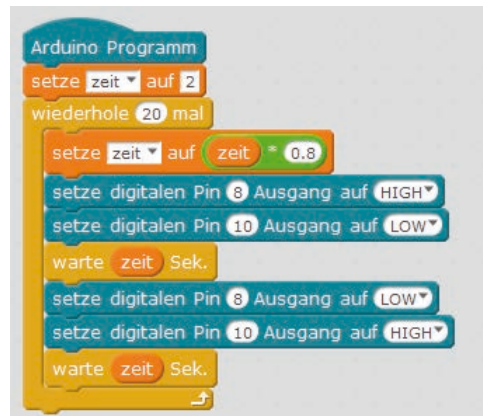 Arduino Programm
setze zeit auf 2
wiederhole 20 mal
setze zeit auf zeit * 0.8
setze digitalen Pin 8 Ausgang auf HIGH
setze digitalen Pin 10 Ausgang auf LOW
warte zeit Sek.
setze digitalen Pin 8 Ausgang auf LOW
setze digitalen Pin 10 Ausgang auf HIGH
warte zeit Sek.